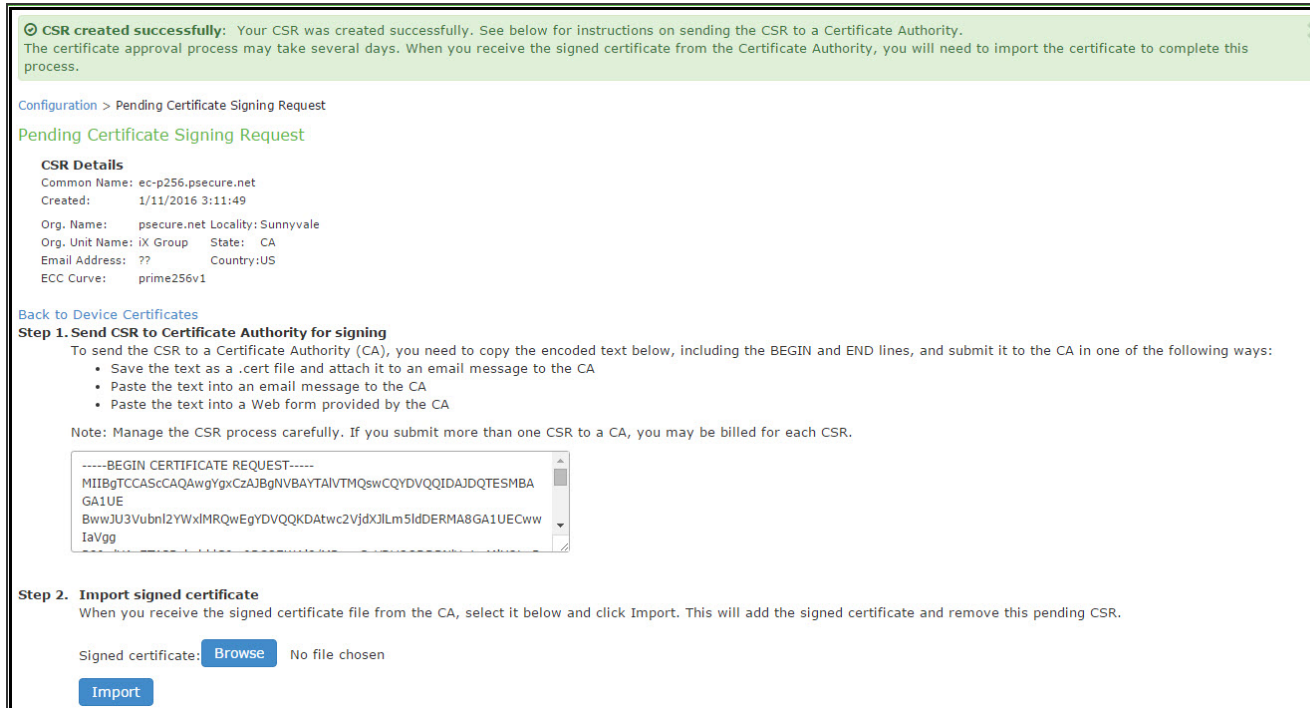 CSR created successfully: Your CSR was created successfully. See below for instructions on sending the CSR to a Certificate Authority.
The certificate approval process may take several days. When you receive the signed certificate from the Certificate Authority, you will need to import the certificate to complete this
process.
Configuration > Pending Certificate Signing Request
Pending Certificate Signing Request
CSR Details
Common Name: ec-p256.psecure.net
Created: 1/11/2016 3:11:49
Org. Name: psecure.net Locality: Sunnyvale
Org. Unit Name: iX Group State: CA
Email Address: ?? Country:US
ECC Curve: prime256v1
Back to Device Certificates
Step 1. Send CSR to Certificate Authority for signing
To send the CSR to a Certificate Authority (CA), you need to copy the encoded text below, including the BEGIN and END lines, and submit it to the CA in one of the following ways:
• Save the text as a .cert file and attach it to an email message to the CA
• Paste the text into an email message to the CA
• Paste the text into a Web form provided by the CA
Note: Manage the CSR process carefully. If you submit more than one CSR to a CA, you may be billed for each CSR.
-----BEGIN CERTIFICATE REQUEST-----
MIIBgTCCAScCAQAwgYgxCzAJBgNVBAYTAlVTMQswCQYDVQQIDAJDQTESMBA
GA1UE
BwwJU3Vubnl2YWxlMRQwEgYDVQQKDAtwc2VjdXJlLm5ldDERMA8GA1UECww
IaVgg
Step 2. Import signed certificate
When you receive the signed certificate file from the CA, select it below and click Import. This will add the signed certificate and remove this pending CSR.
Signed certificate: Browse No file chosen
Import